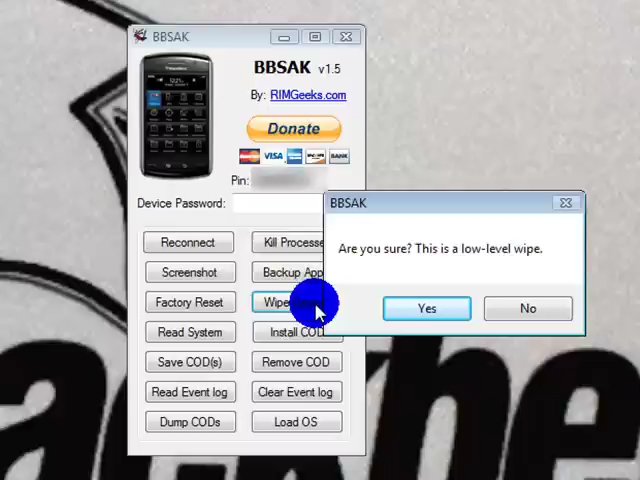 BBSAK
BBSAK v1.5
By: RIMGeeks.com
Donate
VISA
BANK
Pin:
Device Password:
BBSAK
Are you sure? This is a low-level wipe.
Yes
No
Reconnect
Kill Processe
Screenshot
Backup App
Factory Reset
Wipe
Read System
Install COD
Save COD(s)
Remove COD
Read Event log
Clear Event log
Dump CODs
Load OS